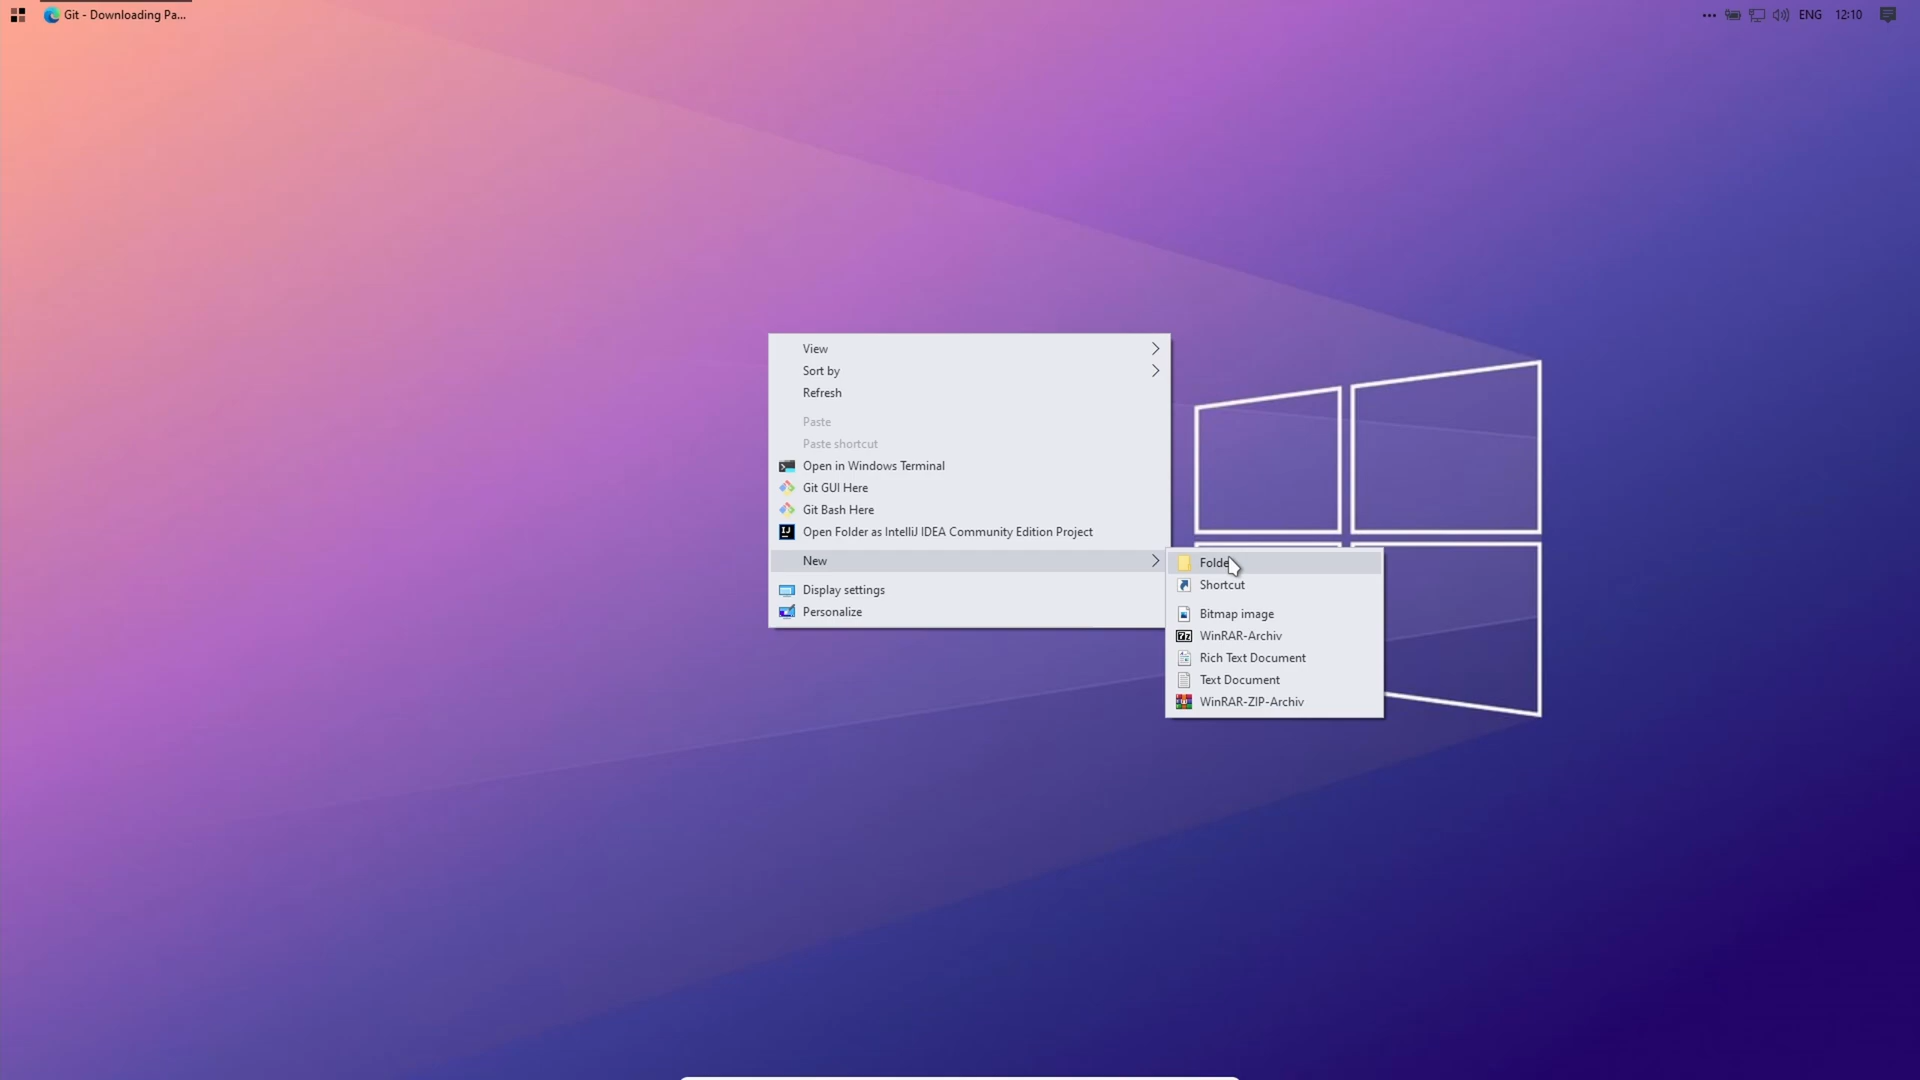 Git - Downloading Pa...
ENG 12:10
View
Sort by
Refresh
Paste
Paste shortcut
Open in Windows Terminal
Git GUI Here
Git Bash Here
Open Folder as IntelliJ IDEA Community Edition Project
New
Display settings
Personalize
Folder
Shortcut
Bitmap image
WinRAR-Archiv
Rich Text Document
Text Document
WinRAR-ZIP-Archiv